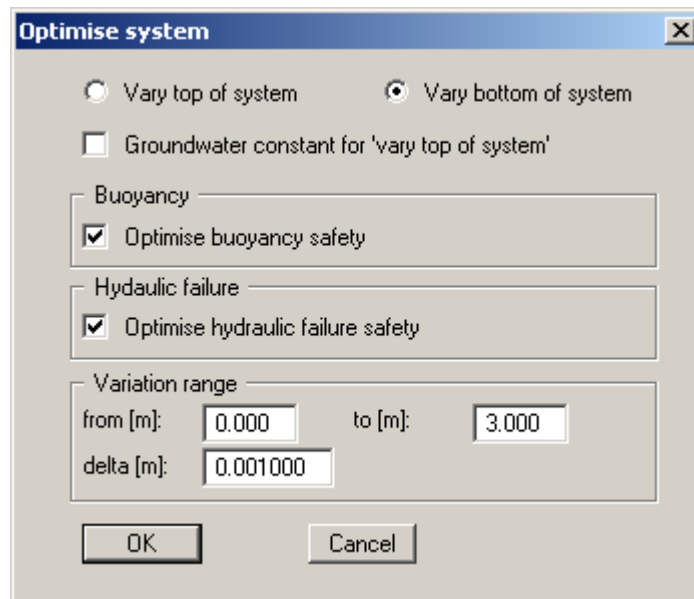 Optimise system
Vary top of system Vary bottom of system
Groundwater constant for 'vary top of system'
Buoyancy
Optimise buoyancy safety
Hydaulic failure
Optimise hydraulic failure safety
Variation range
from [m]: 0.000 to [m]: 3.000
delta [m]: 0.001000
OK Cancel